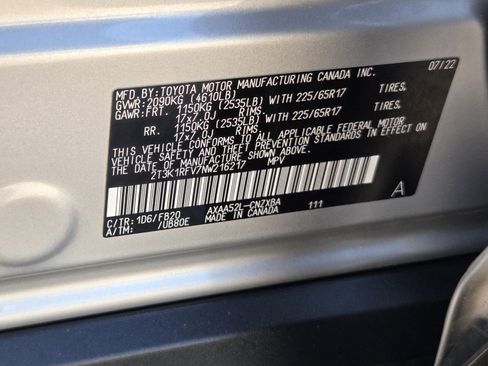 MFD.BY:TOYOTA MOTOR MANUFACTURING CANADA INC. 07/22
GVWR:2090KG (4610LB)
GAWR:FRT. 1150KG (2535LB) WITH 225/65R17 TIRES,
17x7.0J RIMS,
RR. 1150KG (2535LB) WITH 225/65R17 TIRES,
17x7.0J RIMS,
THIS VEHICLE CONFORMS TO ALL APPLICABLE FEDERAL MOTOR
VEHICLE SAFETY AND THEFT PREVENTION STANDARDS IN EFFECT ON
THE DATE OF MANUFACTURE SHOWN ABOVE.
2T3K1RFV7NW216217 MPV
C/TR:1D6/FB20 AXAA52L-CNZXBA 111 A
A/TM: /UB80E MADE IN CANADA